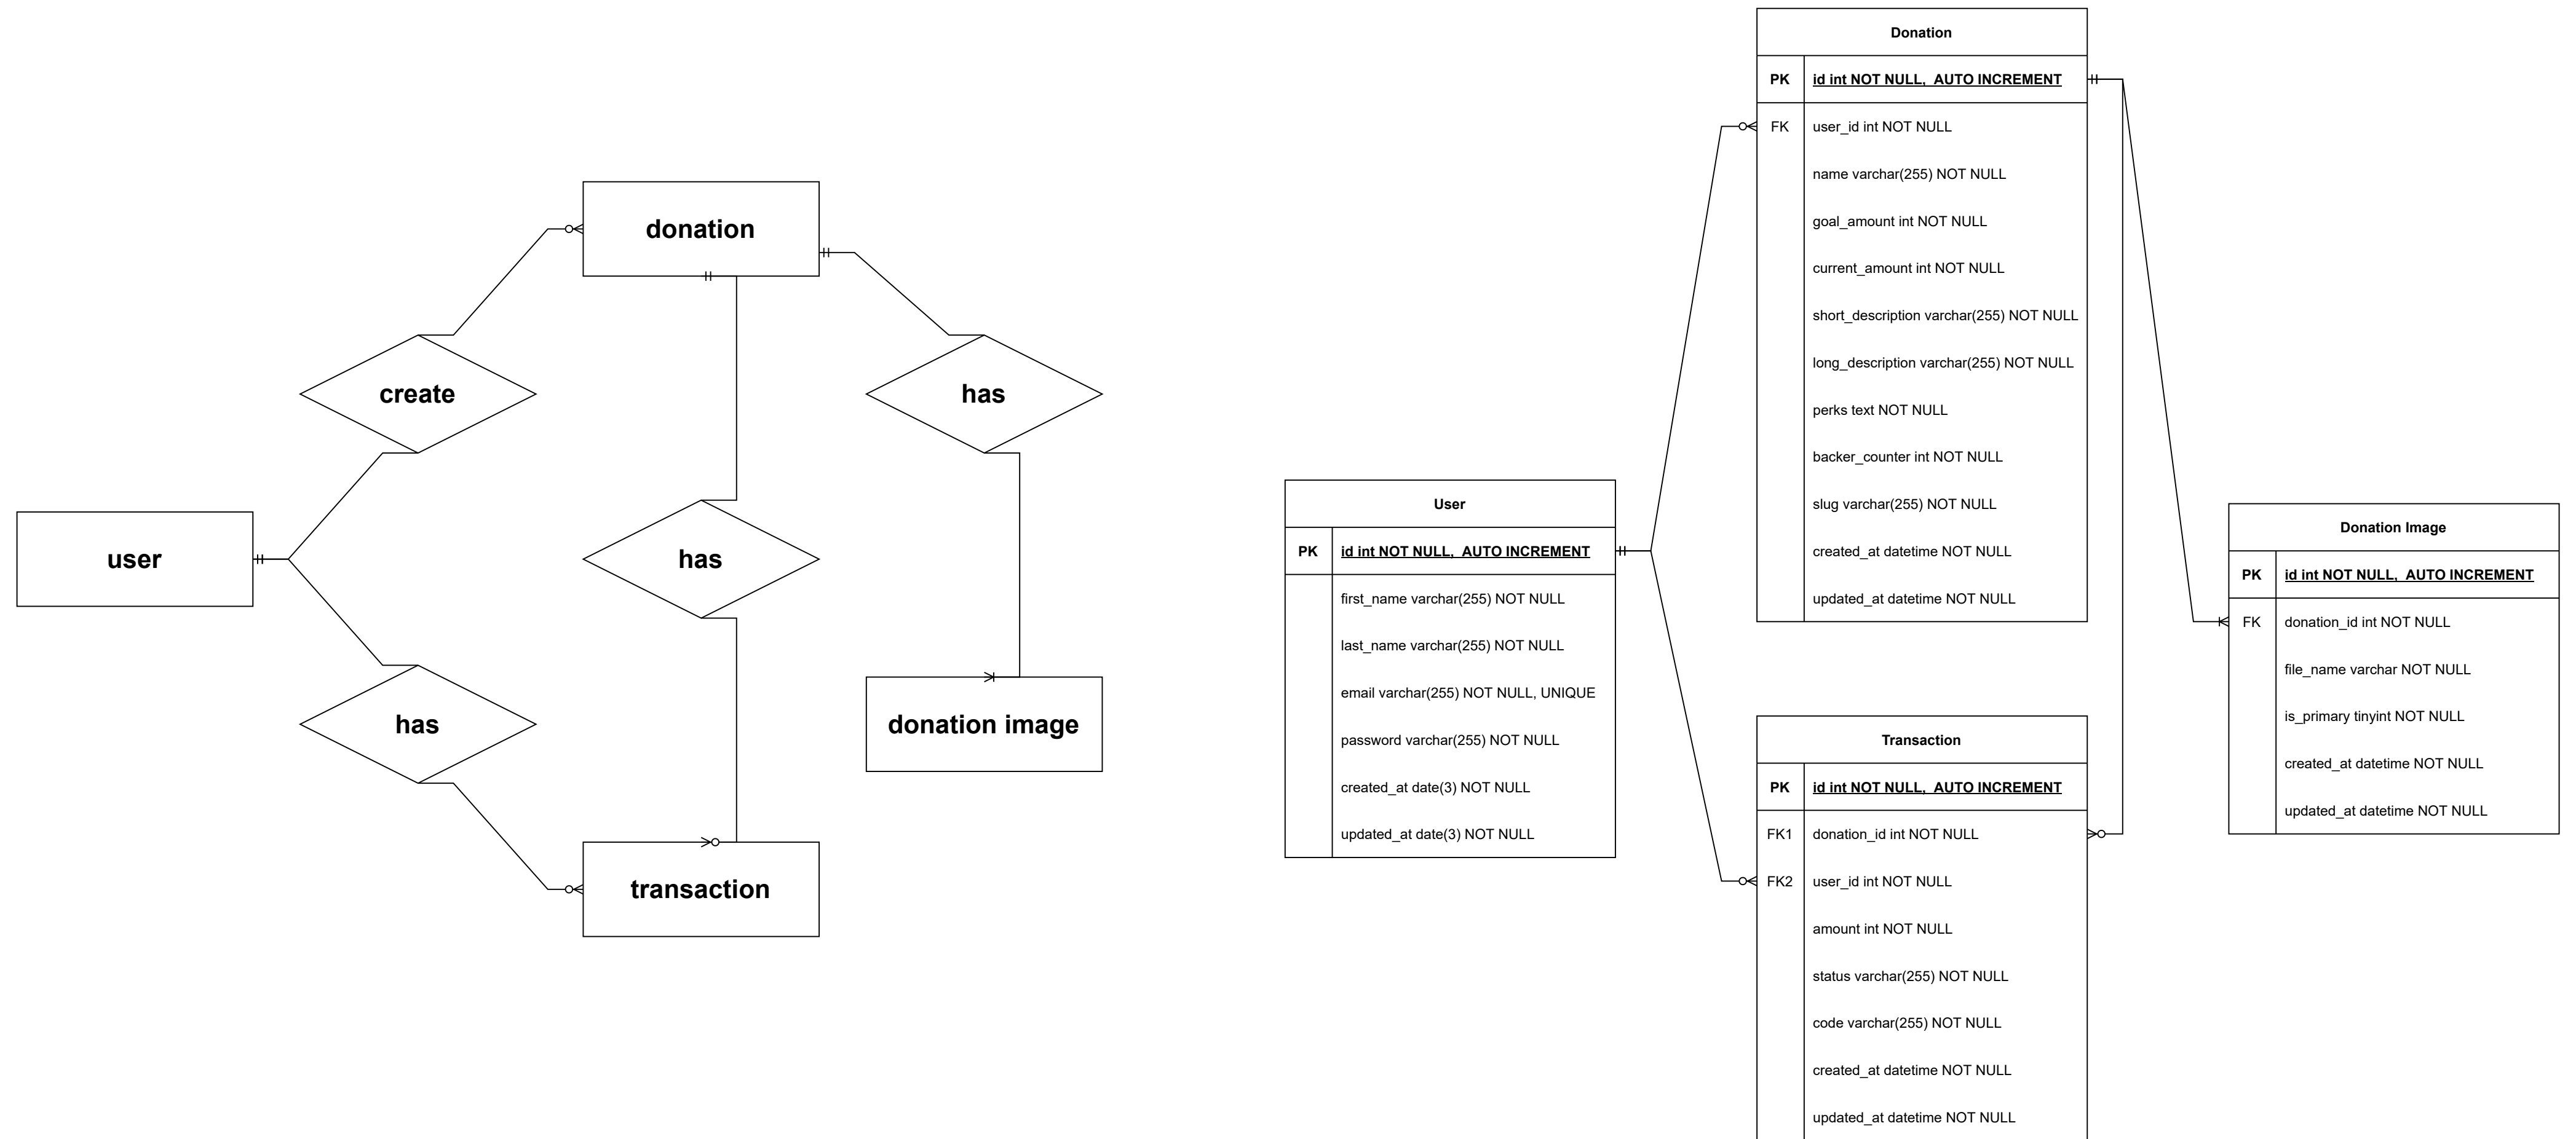 donation
create
has
user
has
has
donation image
transaction
Donation
PK id int NOT NULL, AUTO INCREMENT
FK user_id int NOT NULL
name varchar(255) NOT NULL
goal_amount int NOT NULL
current_amount int NOT NULL
short_description varchar(255) NOT NULL
long_description varchar(255) NOT NULL
perks text NOT NULL
backer_counter int NOT NULL
slug varchar(255) NOT NULL
created_at datetime NOT NULL
updated_at datetime NOT NULL
User
PK id int NOT NULL, AUTO INCREMENT
first_name varchar(255) NOT NULL
last_name varchar(255) NOT NULL
email varchar(255) NOT NULL, UNIQUE
password varchar(255) NOT NULL
created_at date(3) NOT NULL
updated_at date(3) NOT NULL
Donation Image
PK id int NOT NULL, AUTO INCREMENT
FK donation_id int NOT NULL
file_name varchar NOT NULL
is_primary tinyint NOT NULL
created_at datetime NOT NULL
updated_at datetime NOT NULL
Transaction
PK id int NOT NULL, AUTO INCREMENT
FK1 donation_id int NOT NULL
FK2 user_id int NOT NULL
amount int NOT NULL
status varchar(255) NOT NULL
code varchar(255) NOT NULL
created_at datetime NOT NULL
updated_at datetime NOT NULL